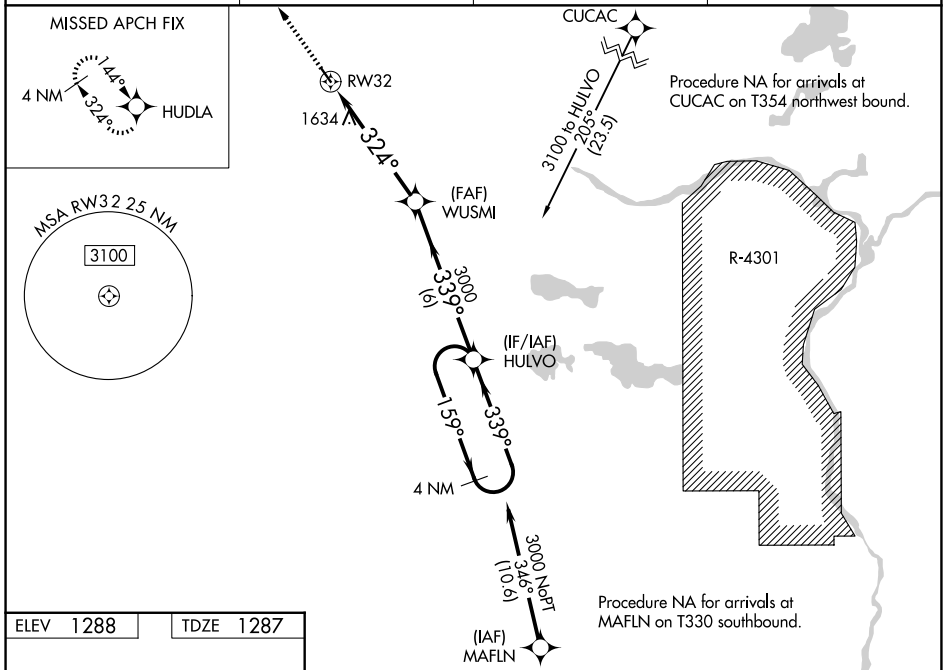 MISSED APCH FIX
4 NM
144°
324°
HUDLA
MSA RW32 25 NM
3100
RW32
1634
324°
(FAF)
WUSMI
3000
339°
(6)
(IF/IAF)
HULVO
159°
339°
4 NM
3000 NoPT
346°
(10.6)
(IAF)
MAFLN
CUCAC
3100 to HULVO
205°
(23.5)
Procedure NA for arrivals at
CUCAC on T354 northwest bound.
R-4301
Procedure NA for arrivals at
MAFLN on T330 southbound.
ELEV 1288
TDZE 1287